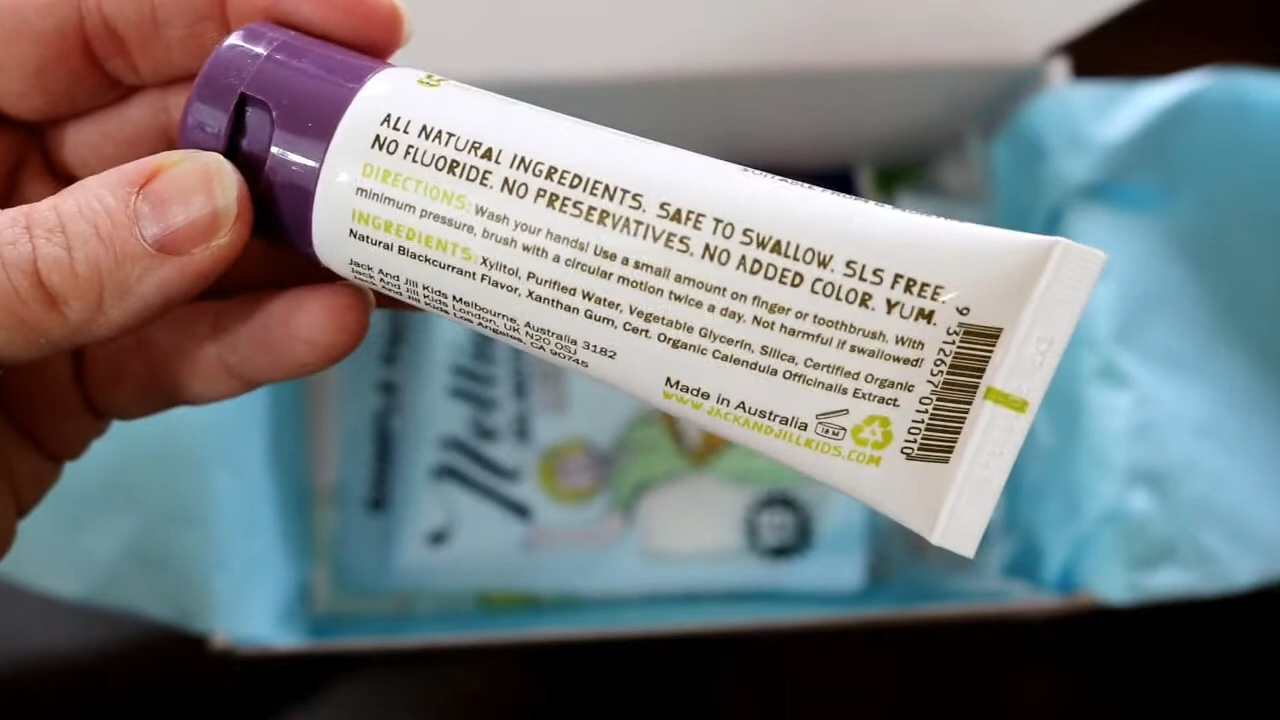 ALL NATURAL INGREDIENTS. SAFE TO SWALLOW. SLS FREE.
NO FLUORIDE. NO PRESERVATIVES. NO ADDED COLOR. YUM.
DIRECTIONS: Wash your hands! Use a small amount on finger or toothbrush. With
minimum pressure, brush with a circular motion twice a day. Not harmful if swallowed!
INGREDIENTS: Xylitol, Purified Water, Vegetable Glycerin, Silica, Certified Organic
Natural Blackcurrant Flavor, Xanthan Gum, Cert. Organic Calendula Officinalis Extract.
Jack And Jill Kids Melbourne, Australia 3182
Jack And Jill Kids London, UK N20 0SJ
Jack And Jill Kids Los Angeles, CA 90745
Made in Australia
18 M
WWW.JACKANDJILLKIDS.COM
9 312657 011010